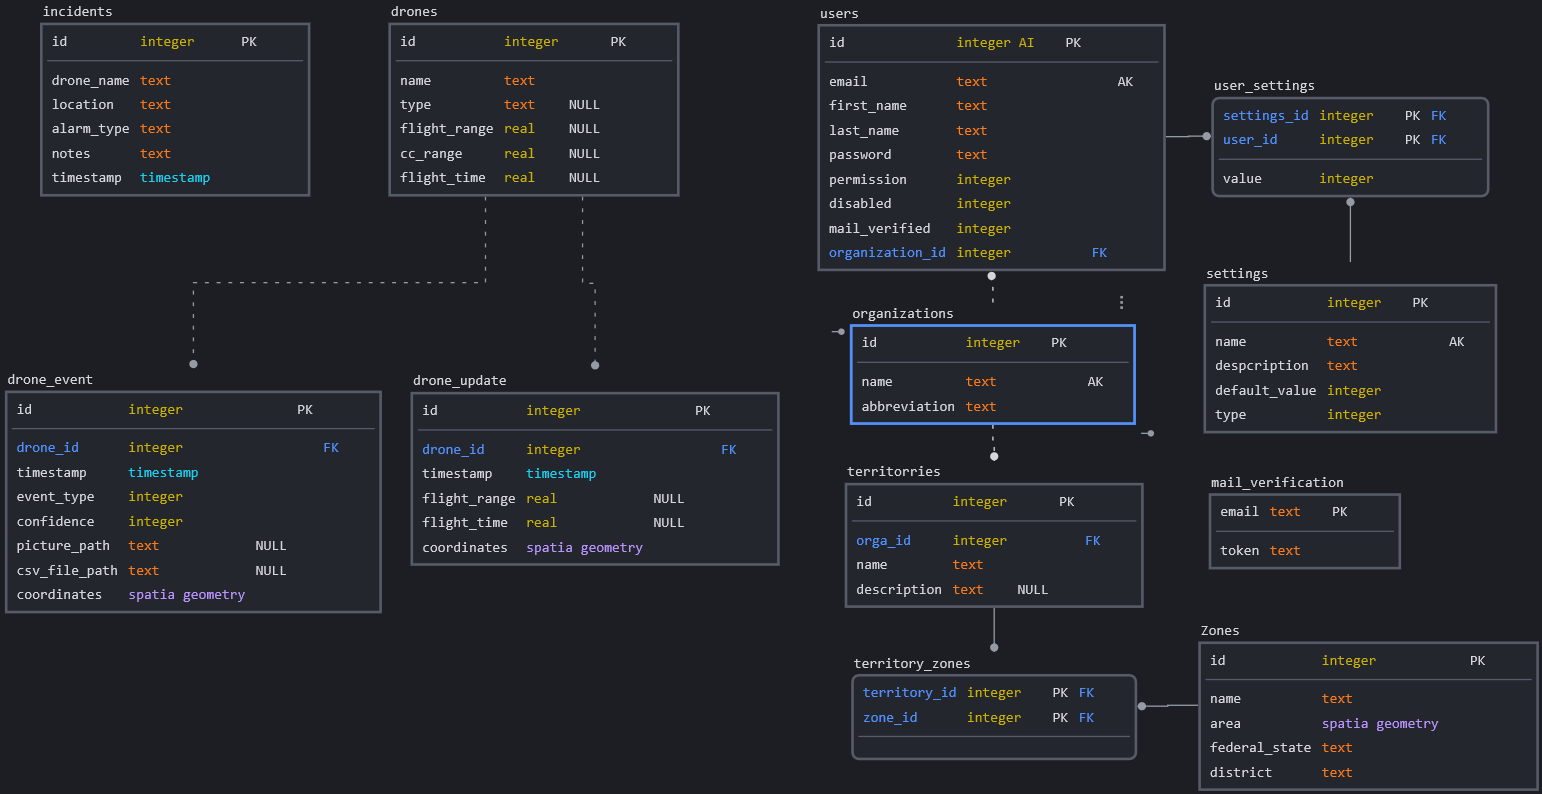 incidents
id integer PK
drone_name text
location text
alarm_type text
notes text
timestamp timestamp
drones
id integer PK
name text
type text NULL
flight_range real NULL
cc_range real NULL
flight_time real NULL
users
id integer AI PK
email text AK
first_name text
last_name text
password text
permission integer
disabled integer
mail_verified integer
organization_id integer FK
user_settings
settings_id integer PK FK
user_id integer PK FK
value integer
settings
id integer PK
name text AK
despcription text
default_value integer
type integer
organizations
id integer PK
name text AK
abbreviation text
drone_event
id integer PK
drone_id integer FK
timestamp timestamp
event_type integer
confidence integer
picture_path text NULL
csv_file_path text NULL
coordinates spatia geometry
drone_update
id integer PK
drone_id integer FK
timestamp timestamp
flight_range real NULL
flight_time real NULL
coordinates spatia geometry
territorries
id integer PK
orga_id integer FK
name text
description text NULL
mail_verification
email text PK
token text
territory_zones
territory_id integer PK FK
zone_id integer PK FK
Zones
id integer PK
name text
area spatia geometry
federal_state text
district text